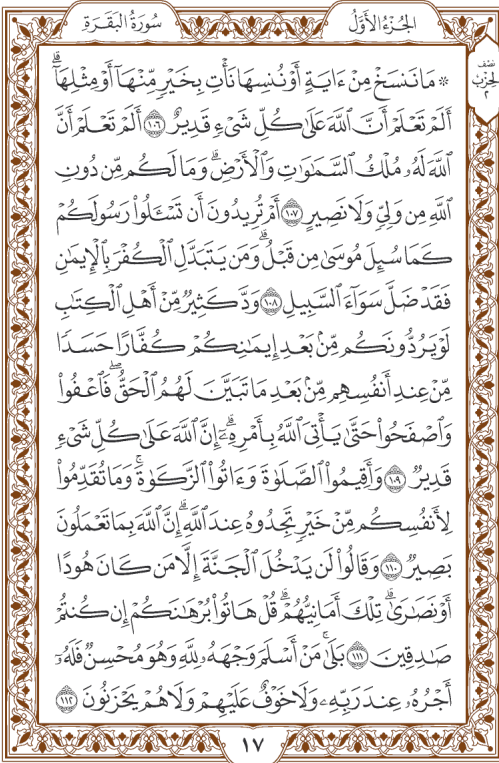 سُورَةُ البَقَرَةِ
الجُزءُ الأَوَّلُ
نصف
الحزب
٢
۞ مَا نَنسَخْ مِنْ ءَايَةٍ أَوْ نُنسِهَا نَأْتِ بِخَيْرٍ مِّنْهَآ أَوْ مِثْلِهَآۗ
أَلَمْ تَعْلَمْ أَنَّ ٱللَّهَ عَلَىٰ كُلِّ شَىْءٍ قَدِيرٌ ١٠٦ أَلَمْ تَعْلَمْ أَنَّ
ٱللَّهَ لَهُۥ مُلْكُ ٱلسَّمَٰوَٰتِ وَٱلْأَرْضِۗ وَمَا لَكُم مِّن دُونِ
ٱللَّهِ مِن وَلِىٍّ وَلَا نَصِيرٍ ١٠٧ أَمْ تُرِيدُونَ أَن تَسْـَٔلُوا۟ رَسُولَكُمْ
كَمَا سُئِلَ مُوسَىٰ مِن قَبْلُۗ وَمَن يَتَبَدَّلِ ٱلْكُفْرَ بِٱلْإِيمَٰنِ
فَقَدْ ضَلَّ سَوَآءَ ٱلسَّبِيلِ ١٠٨ وَدَّ كَثِيرٌ مِّنْ أَهْلِ ٱلْكِتَٰبِ
لَوْ يَرُدُّونَكُم مِّنۢ بَعْدِ إِيمَٰنِكُمْ كُفَّارًا حَسَدًا
مِّنْ عِندِ أَنفُسِهِم مِّنۢ بَعْدِ مَا تَبَيَّنَ لَهُمُ ٱلْحَقُّۖ فَٱعْفُوا۟
وَٱصْفَحُوا۟ حَتَّىٰ يَأْتِىَ ٱللَّهُ بِأَمْرِهِۦٓۗ إِنَّ ٱللَّهَ عَلَىٰ كُلِّ شَىْءٍ
قَدِيرٌ ١٠٩ وَأَقِيمُوا۟ ٱلصَّلَوٰةَ وَءَاتُوا۟ ٱلزَّكَوٰةَۚ وَمَا تُقَدِّمُوا۟
لِأَنفُسِكُم مِّنْ خَيْرٍ تَجِدُوهُ عِندَ ٱللَّهِۗ إِنَّ ٱللَّهَ بِمَا تَعْمَلُونَ
بَصِيرٌ ١١٠ وَقَالُوا۟ لَن يَدْخُلَ ٱلْجَنَّةَ إِلَّا مَن كَانَ هُودًا
أَوْ نَصَٰرَىٰۗ تِلْكَ أَمَانِيُّهُمْۗ قُلْ هَاتُوا۟ بُرْهَٰنَكُمْ إِن كُنتُمْ
صَٰدِقِينَ ١١١ بَلَىٰۚ مَنْ أَسْلَمَ وَجْهَهُۥ لِلَّهِ وَهُوَ مُحْسِنٌ فَلَهُۥٓ
أَجْرُهُۥ عِندَ رَبِّهِۦ وَلَا خَوْفٌ عَلَيْهِمْ وَلَا هُمْ يَحْزَنُونَ ١١٢
١٧